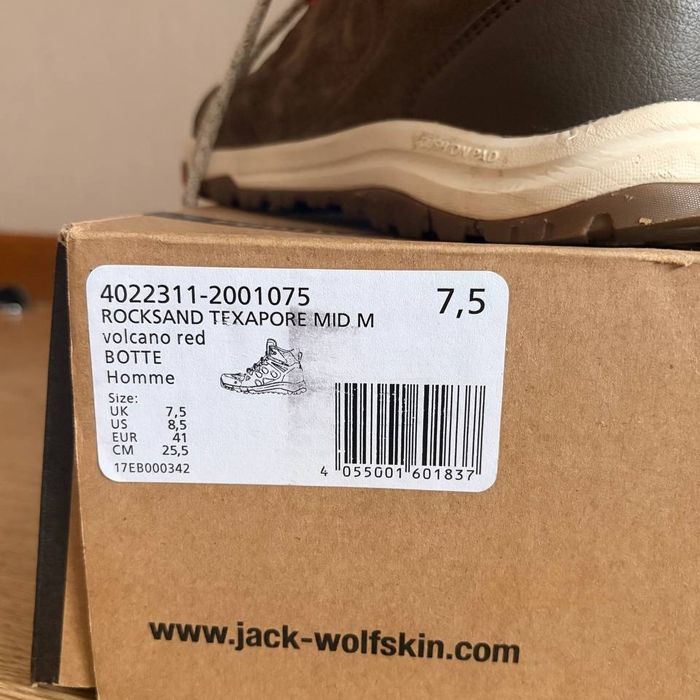 4022311-2001075 7,5
ROCKSAND TEXAPORE MID M
volcano red
BOTTE
Homme
Size:
UK 7,5
US 8,5
EUR 41
CM 25,5
17EB000342
4 055001 601837
www.jack-wolfskin.com